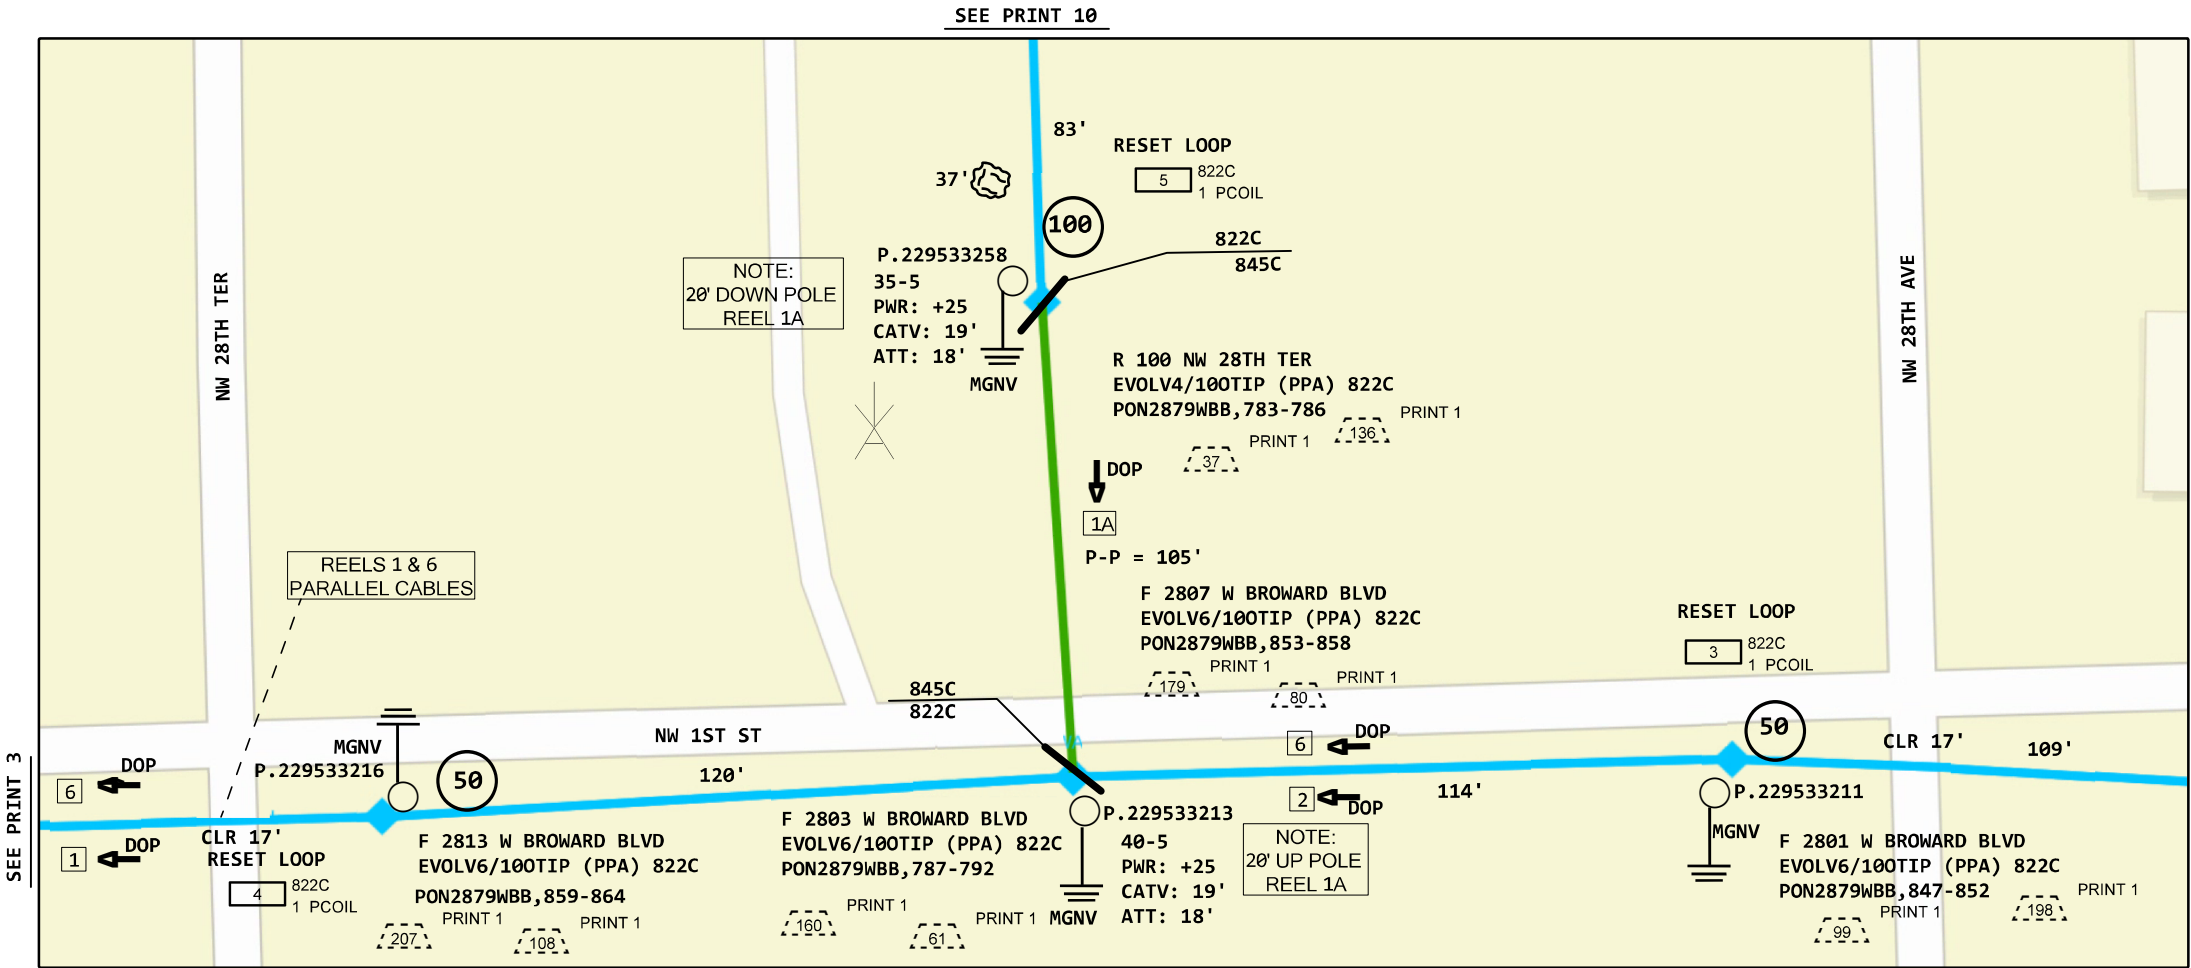 SEE PRINT 10
83'
RESET LOOP
5
822C
1 PCOIL
37'
100
P.229533258
35-5
PWR: +25
CATV: 19'
ATT: 18'
MGNV
822C
845C
NOTE:
20' DOWN POLE
REEL 1A
NW 28TH TER
NW 28TH AVE
R 100 NW 28TH TER
EVOLV4/10OTIP (PPA) 822C
PON2879WBB,783-786
PRINT 1
136
PRINT 1
37
DOP
1A
P-P = 105'
REELS 1 & 6
PARALLEL CABLES
F 2807 W BROWARD BLVD
EVOLV6/10OTIP (PPA) 822C
PON2879WBB,853-858
PRINT 1
179
PRINT 1
80
RESET LOOP
3
822C
1 PCOIL
845C
822C
NW 1ST ST
MGNV
P.229533216
50
120'
6
DOP
2
DOP
114'
50
CLR 17'
109'
P.229533211
MGNV
SEE PRINT 3
6
DOP
1
DOP
CLR 17'
RESET LOOP
4
822C
1 PCOIL
F 2813 W BROWARD BLVD
EVOLV6/10OTIP (PPA) 822C
PON2879WBB,859-864
PRINT 1
207
PRINT 1
108
F 2803 W BROWARD BLVD
EVOLV6/10OTIP (PPA) 822C
PON2879WBB,787-792
PRINT 1
160
PRINT 1
61
P.229533213
40-5
PWR: +25
CATV: 19'
ATT: 18'
MGNV
NOTE:
20' UP POLE
REEL 1A
F 2801 W BROWARD BLVD
EVOLV6/10OTIP (PPA) 822C
PON2879WBB,847-852
PRINT 1
99
PRINT 1
198